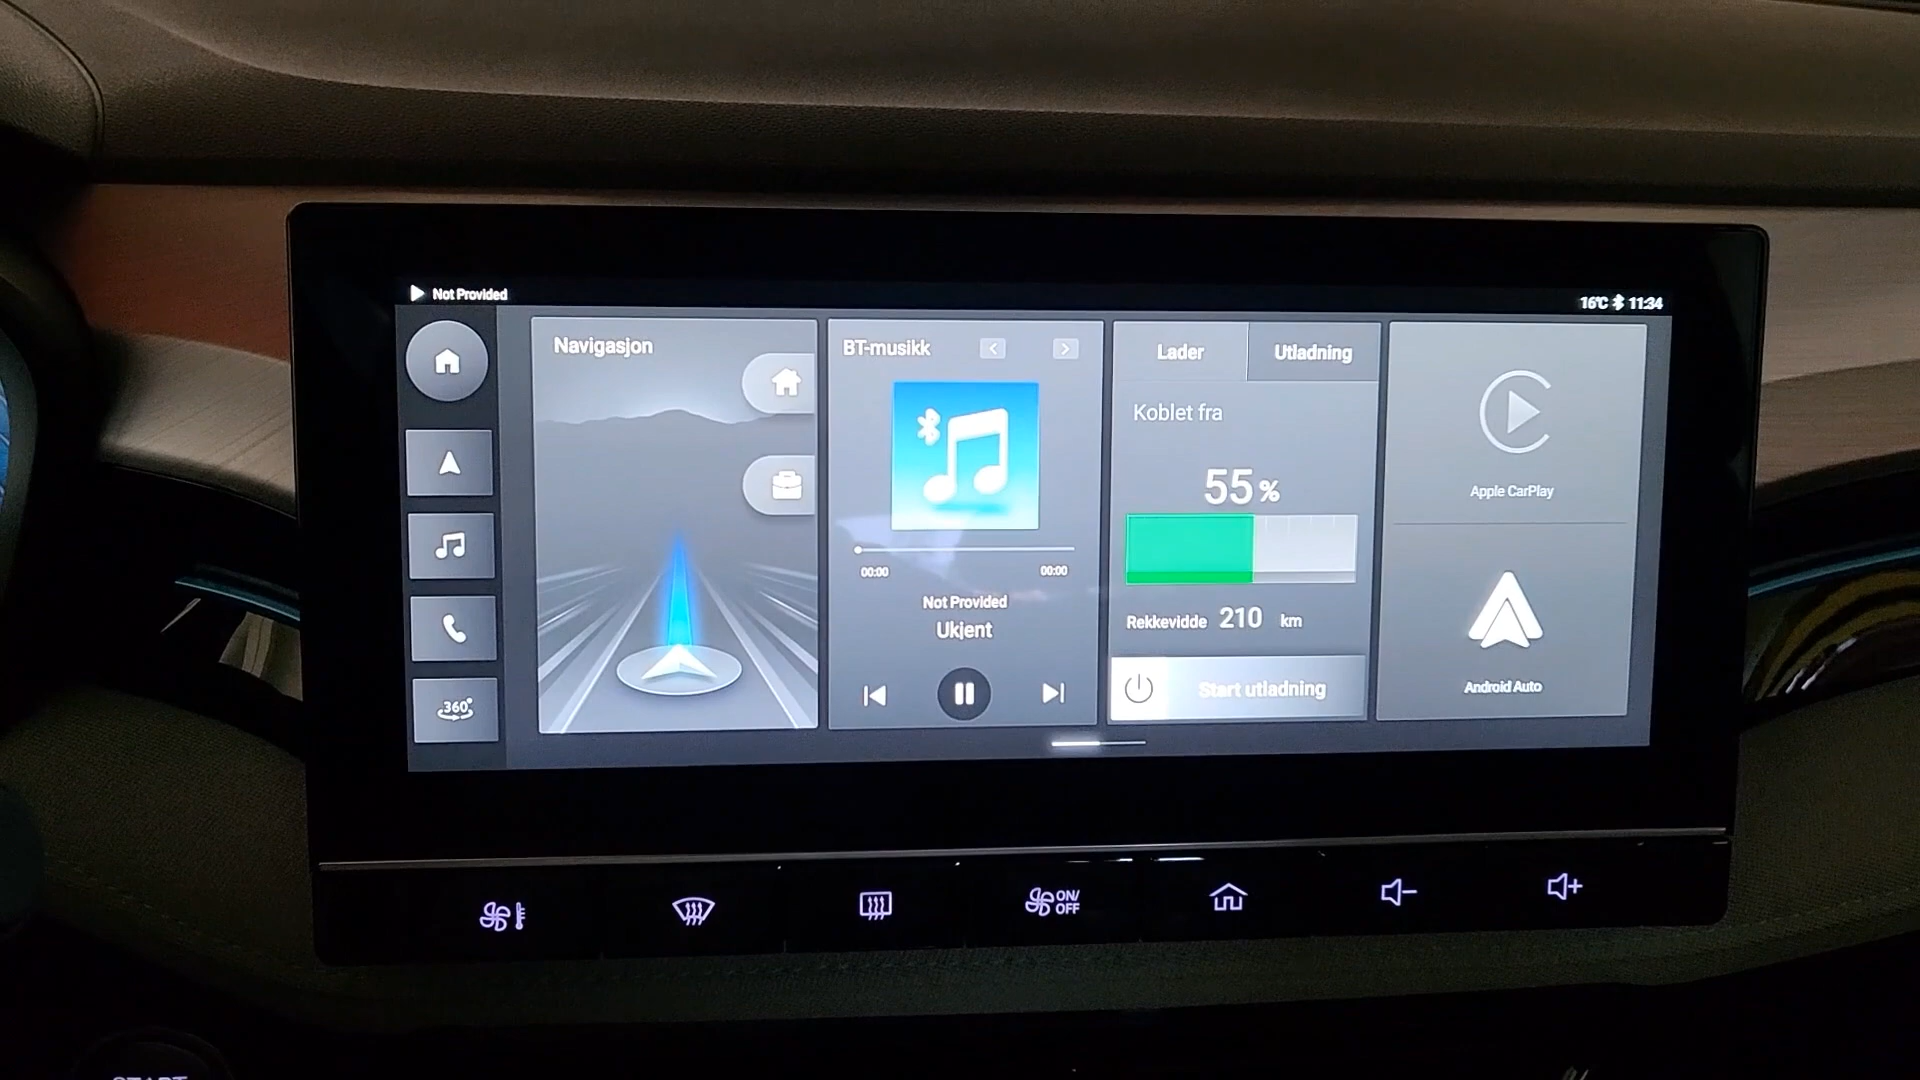 Not Provided
16℃ 11:34
Navigasjon
BT-musikk
00:00
00:00
Not Provided
Ukjent
Lader
Utladning
Koblet fra
55%
Rekkevidde 210 km
Start utladning
Apple CarPlay
Android Auto
360°
ON/
OFF
START